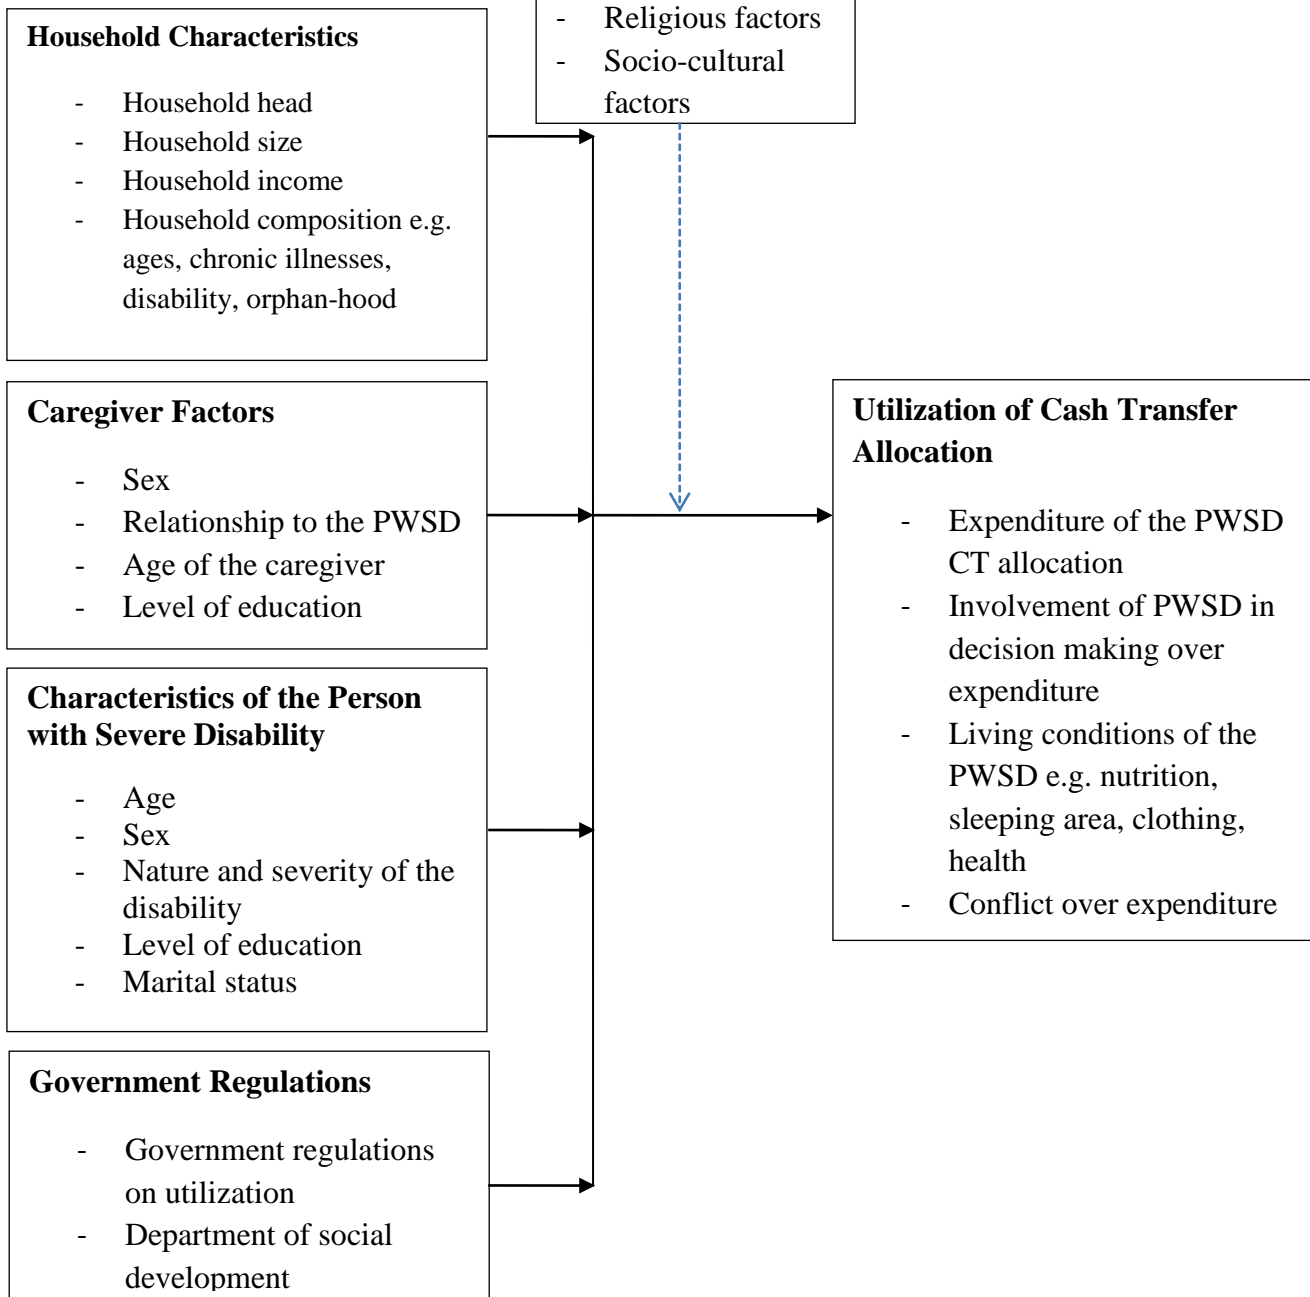 - Religious factors
- Socio-cultural
factors
Household Characteristics
- Household head
- Household size
- Household income
- Household composition e.g.
ages, chronic illnesses,
disability, orphan-hood
Caregiver Factors
- Sex
- Relationship to the PWSD
- Age of the caregiver
- Level of education
Characteristics of the Person
with Severe Disability
- Age
- Sex
- Nature and severity of the
disability
- Level of education
- Marital status
Government Regulations
- Government regulations
on utilization
- Department of social
development
Utilization of Cash Transfer
Allocation
- Expenditure of the PWSD
CT allocation
- Involvement of PWSD in
decision making over
expenditure
- Living conditions of the
PWSD e.g. nutrition,
sleeping area, clothing,
health
- Conflict over expenditure